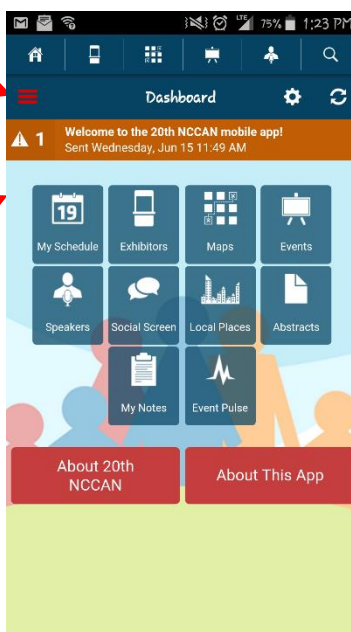 LTE 75% 1:23 PM
Dashboard
1 Welcome to the 20th NCCAN mobile app!
Sent Wednesday, Jun 15 11:49 AM
19
My Schedule Exhibitors Maps Events
Speakers Social Screen Local Places Abstracts
My Notes Event Pulse
About 20th
NCCAN
About This App